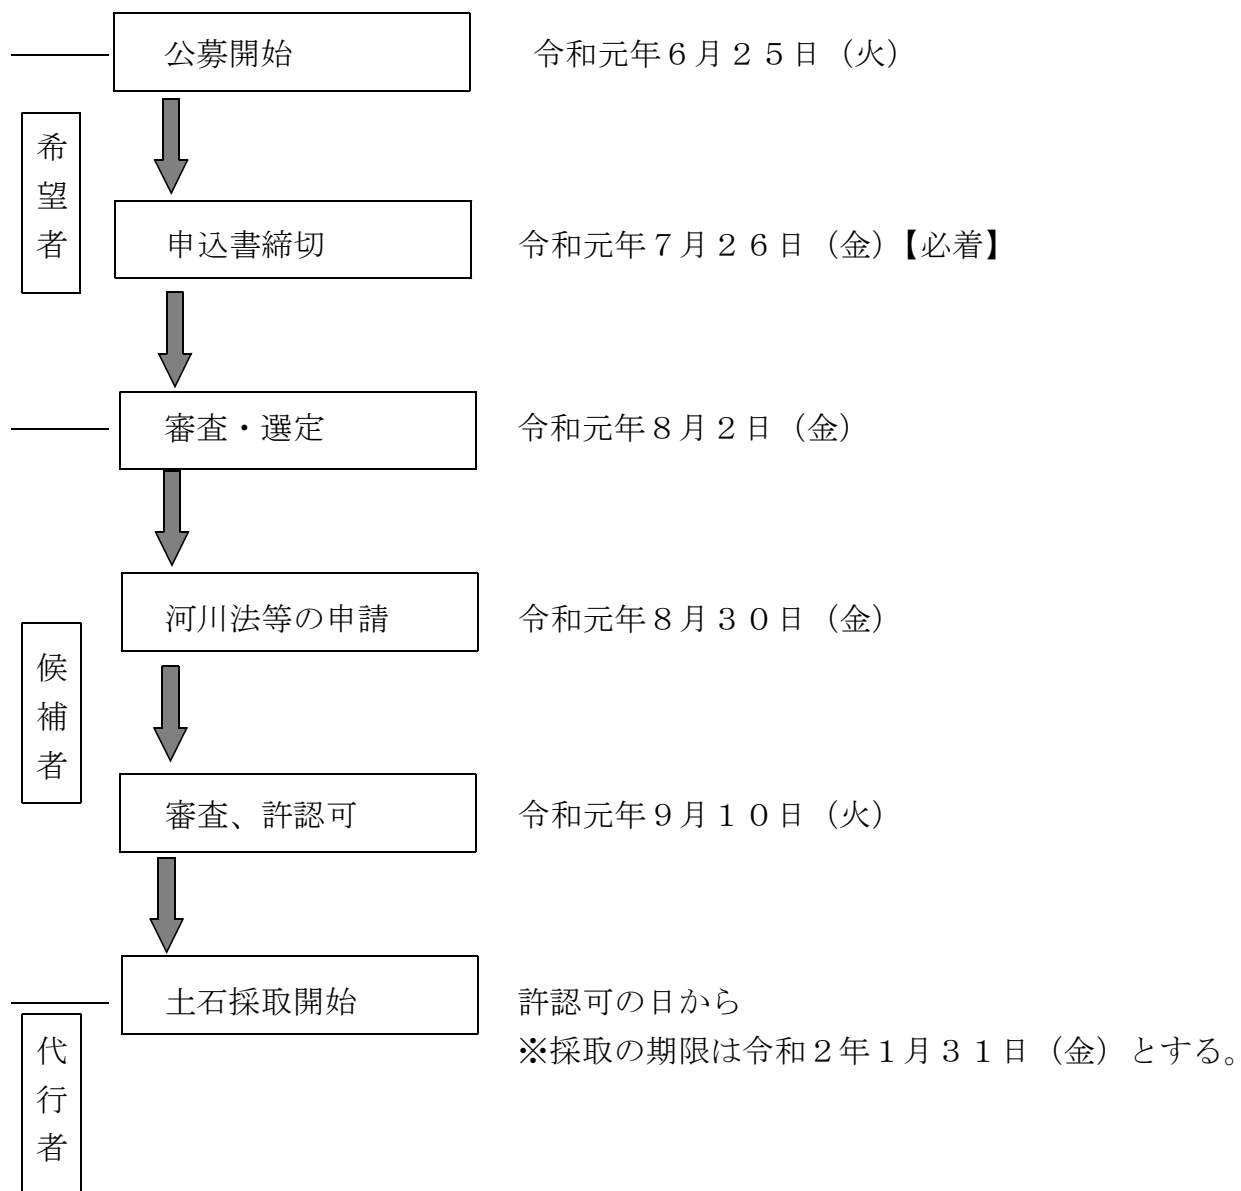 公募開始 令和元年６月２５日（火）
希望者
申込書締切 令和元年７月２６日（金）【必着】
審査・選定 令和元年８月２日（金）
河川法等の申請 令和元年８月３０日（金）
候補者
審査、許認可 令和元年９月１０日（火）
土石採取開始 許認可の日から
※採取の期限は令和２年１月３１日（金）とする。
代行者